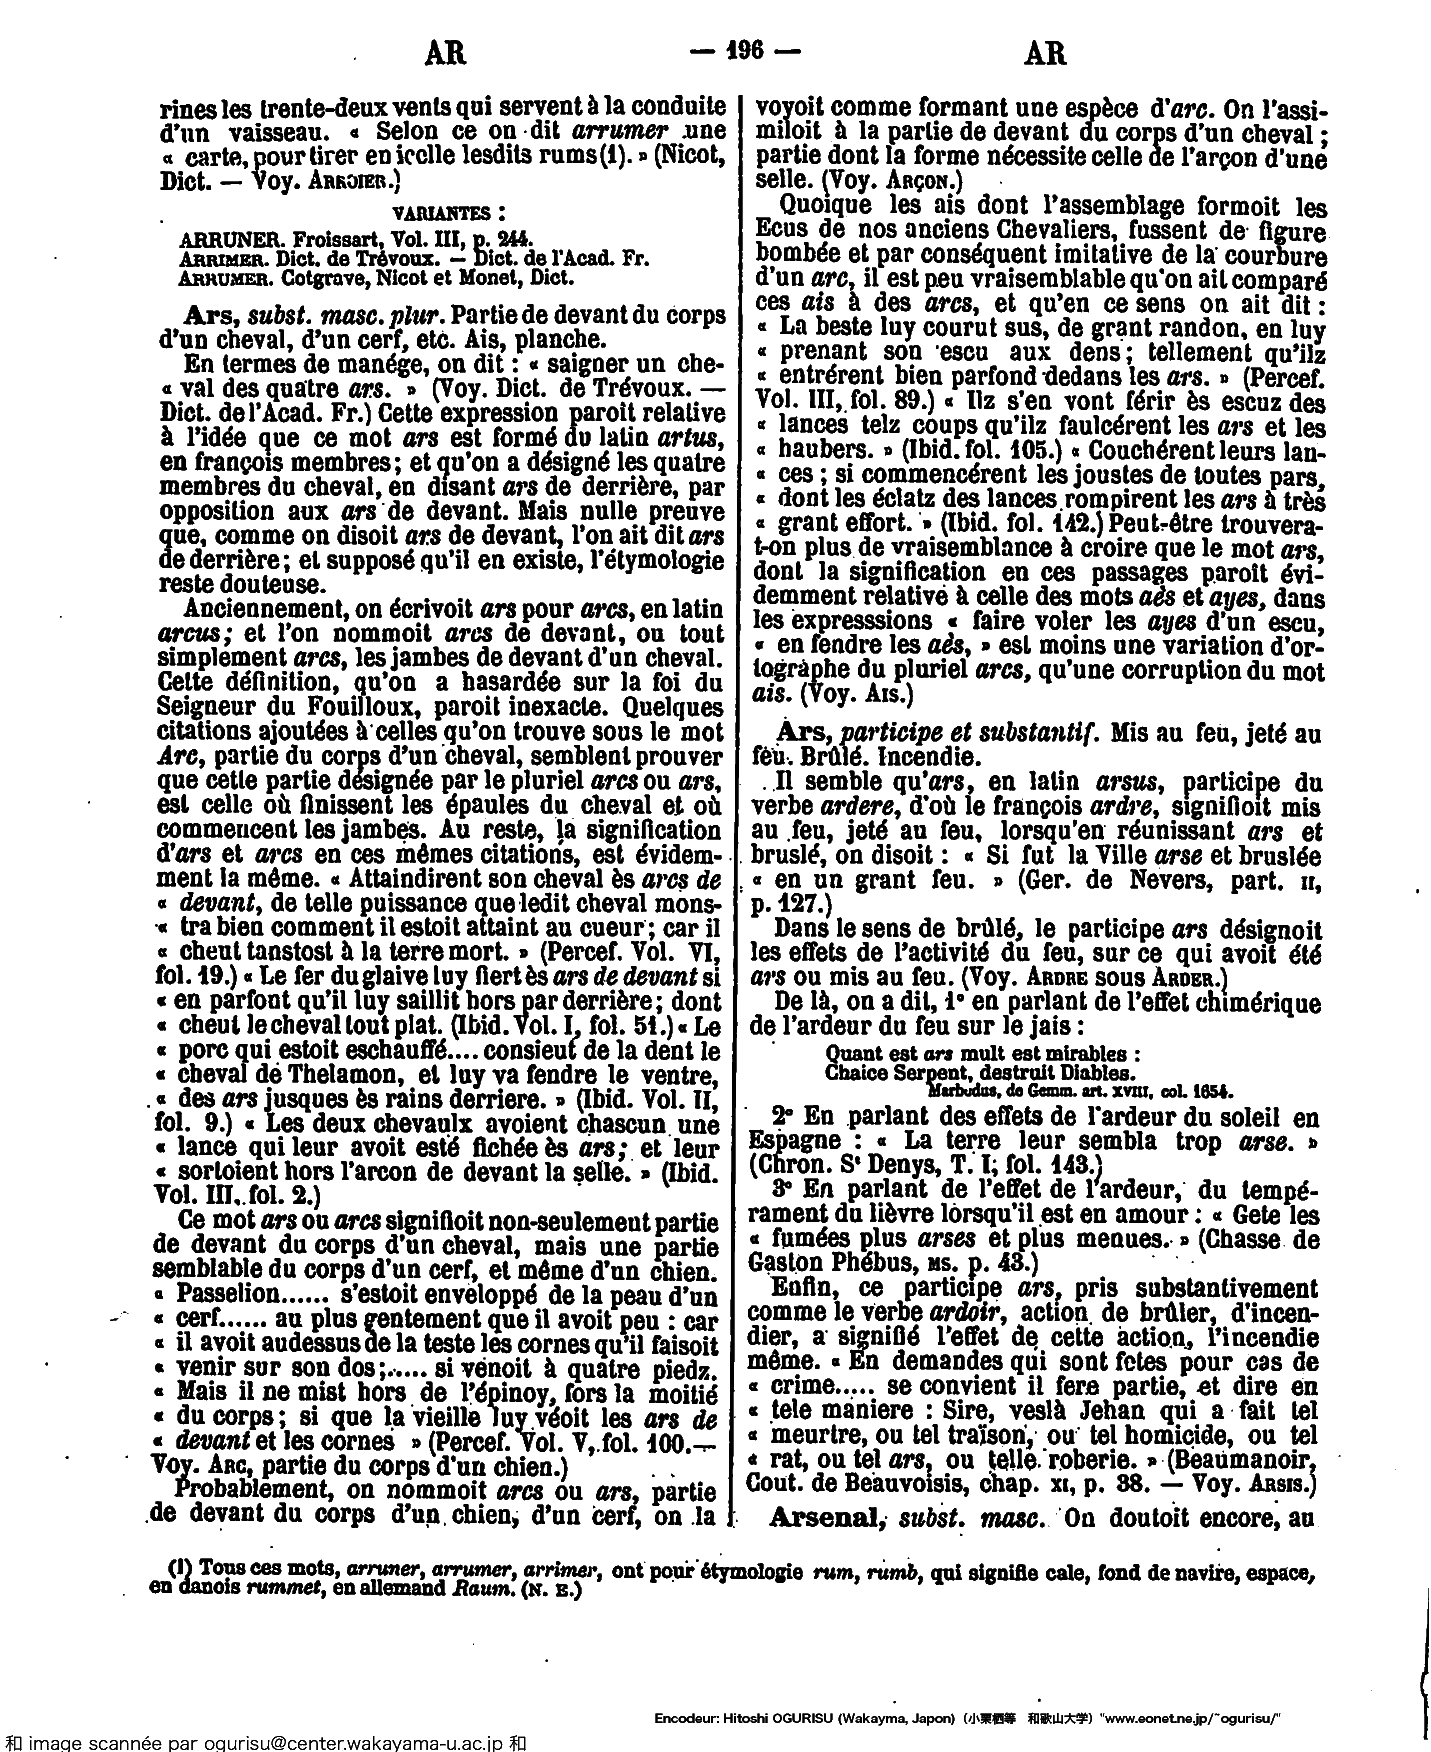 AR — 196 — AR
rines les trente-deux vents qui servent à la conduite
d'un vaisseau. « Selon ce on dit arrumer une
« carte, pour tirer en icelle lesdits rums (1). » (Nicot,
Dict. — Voy. ARROIER.)
VARIANTES :
ARRUNER. Froissart, Vol. III, p. 244.
ARRIMER. Dict. de Trévoux. — Dict. de l'Acad. Fr.
ARRUMER. Cotgrave, Nicot et Monet, Dict.
Ars, subst. masc. plur. Partie de devant du corps
d'un cheval, d'un cerf, etc. Ais, planche.
En termes de manége, on dit : « saigner un che-
« val des quatre ars. » (Voy. Dict. de Trévoux. —
Dict. de l'Acad. Fr.) Cette expression paroit relative
à l'idée que ce mot ars est formé du latin artus,
en françois membres ; et qu'on a désigné les quatre
membres du cheval, en disant ars de derrière, par
opposition aux ars de devant. Mais nulle preuve
que, comme on disoit ars de devant, l'on ait dit ars
de derrière ; et supposé qu'il en existe, l'étymologie
reste douteuse.
Anciennement, on écrivoit ars pour arcs, en latin
arcus ; et l'on nommoit arcs de devant, ou tout
simplement arcs, les jambes de devant d'un cheval.
Cette définition, qu'on a hasardée sur la foi du
Seigneur du Fouilloux, paroit inexacte. Quelques
citations ajoutées à celles qu'on trouve sous le mot
Arc, partie du corps d'un cheval, semblent prouver
que cette partie désignée par le pluriel arcs ou ars,
est celle où finissent les épaules du cheval et où
commencent les jambes. Au reste, la signification
d'ars et arcs en ces mêmes citations, est évidem-
ment la même. « Attaindirent son cheval ès arcs de
« devant, de telle puissance que ledit cheval mons-
« tra bien comment il estoit attaint au cueur ; car il
« cheut tanstost à la terre mort. » (Percef. Vol. VI,
fol. 19.) « Le fer du glaive luy fiert ès ars de devant si
« en parfont qu'il luy saillit hors par derrière ; dont
« cheut le cheval tout plat. (Ibid. Vol. I, fol. 51.) « Le
« porc qui estoit eschauffé.... consieut de la dent le
« cheval de Thelamon, et luy va fendre le ventre,
« des ars jusques ès rains derriere. » (Ibid. Vol. II,
fol. 9.) « Les deux chevaulx avoient chascun une
« lance qui leur avoit esté fichée ès ars ; et leur
« sortoient hors l'arcon de devant la selle. » (Ibid.
Vol. III, fol. 2.)
Ce mot ars ou arcs signifioit non-seulement partie
de devant du corps d'un cheval, mais une partie
semblable du corps d'un cerf, et même d'un chien.
« Passelion...... s'estoit enveloppé de la peau d'un
« cerf...... au plus gentement que il avoit peu : car
« il avoit audessus de la teste les cornes qu'il faisoit
« venir sur son dos ;...... si venoit à quatre piedz.
« Mais il ne mist hors de l'épinoy, fors la moitié
« du corps ; si que la vieille luy véoit les ars de
« devant et les cornes » (Percef. Vol. V, fol. 100.—
Voy. ARC, partie du corps d'un chien.)
Probablement, on nommoit arcs ou ars, partie
de devant du corps d'un chien, d'un cerf, on la
voyoit comme formant une espèce d'arc. On l'assi-
miloit à la partie de devant du corps d'un cheval ;
partie dont la forme nécessite celle de l'arçon d'une
selle. (Voy. ARÇON.)
Quoique les ais dont l'assemblage formoit les
Ecus de nos anciens Chevaliers, fussent de figure
bombée et par conséquent imitative de la courbure
d'un arc, il est peu vraisemblable qu'on ait comparé
ces ais à des arcs, et qu'en ce sens on ait dit :
« La beste luy courut sus, de grant randon, en luy
« prenant son escu aux dens ; tellement qu'ilz
« entrérent bien parfond dedans les ars. » (Percef.
Vol. III, fol. 89.) « Ilz s'en vont férir ès escuz des
« lances telz coups qu'ilz faulcérent les ars et les
« haubers. » (Ibid. fol. 105.) « Couchérent leurs lan-
« ces ; si commencérent les joustes de toutes pars,
« dont les éclatz des lances rompirent les ars à très
« grant effort. » (Ibid. fol. 142.) Peut-être trouvera-
t-on plus de vraisemblance à croire que le mot ars,
dont la signification en ces passages paroit évi-
demment relative à celle des mots aés et ayes, dans
les expresssions « faire voler les ayes d'un escu,
« en fendre les aés, » est moins une variation d'or-
tographe du pluriel arcs, qu'une corruption du mot
ais. (Voy. AIS.)
Ars, participe et substantif. Mis au feu, jeté au
feu. Brûlé. Incendie.
Il semble qu'ars, en latin arsus, participe du
verbe ardere, d'où le françois ardre, signifioit mis
au feu, jeté au feu, lorsqu'en réunissant ars et
bruslé, on disoit : « Si fut la Ville arse et bruslée
« en un grant feu. » (Ger. de Nevers, part. II,
p. 127.)
Dans le sens de brûlé, le participe ars désignoit
les effets de l'activité du feu, sur ce qui avoit été
ars ou mis au feu. (Voy. ARDRE sous ARDER.)
De là, on a dit, 1° en parlant de l'effet chimérique
de l'ardeur du feu sur le jais :
Quant est ars mult est mirables :
Chaice Serpent, destruit Diables.
Marbodus, de Gemm. art. XVIII, col. 1654.
2° En parlant des effets de l'ardeur du soleil en
Espagne : « La terre leur sembla trop arse. »
(Chron. St Denys, T. I, fol. 143.)
3° En parlant de l'effet de l'ardeur, du tempé-
rament du lièvre lorsqu'il est en amour : « Gete les
« fumées plus arses et plus menues. » (Chasse de
Gaston Phébus, MS. p. 43.)
Enfin, ce participe ars, pris substantivement
comme le verbe ardoir, action de brûler, d'incen-
dier, a signifié l'effet de cette action, l'incendie
même. « En demandes qui sont fetes pour cas de
« crime..... se convient il fere partie, et dire en
« tele maniere : Sire, veslà Jehan qui a fait tel
« meurtre, ou tel traïson, ou tel homicide, ou tel
« rat, ou tel ars, ou telle roberie. » (Beaumanoir,
Cout. de Beauvoisis, chap. XI, p. 38. — Voy. ARSIS.)
Arsenal, subst. masc. On doutoit encore, au
(1) Tous ces mots, arruner, arrumer, arrimer, ont pour étymologie rum, rumb, qui signifie cale, fond de navire, espace,
en danois rummet, en allemand Raum. (N. E.)
Encodeur: Hitoshi OGURISU (Wakayma, Japon) (小栗栖等 和歌山大学) "www.eonet.ne.jp/~ogurisu/"
和 image scannée par ogurisu@center.wakayama-u.ac.jp 和